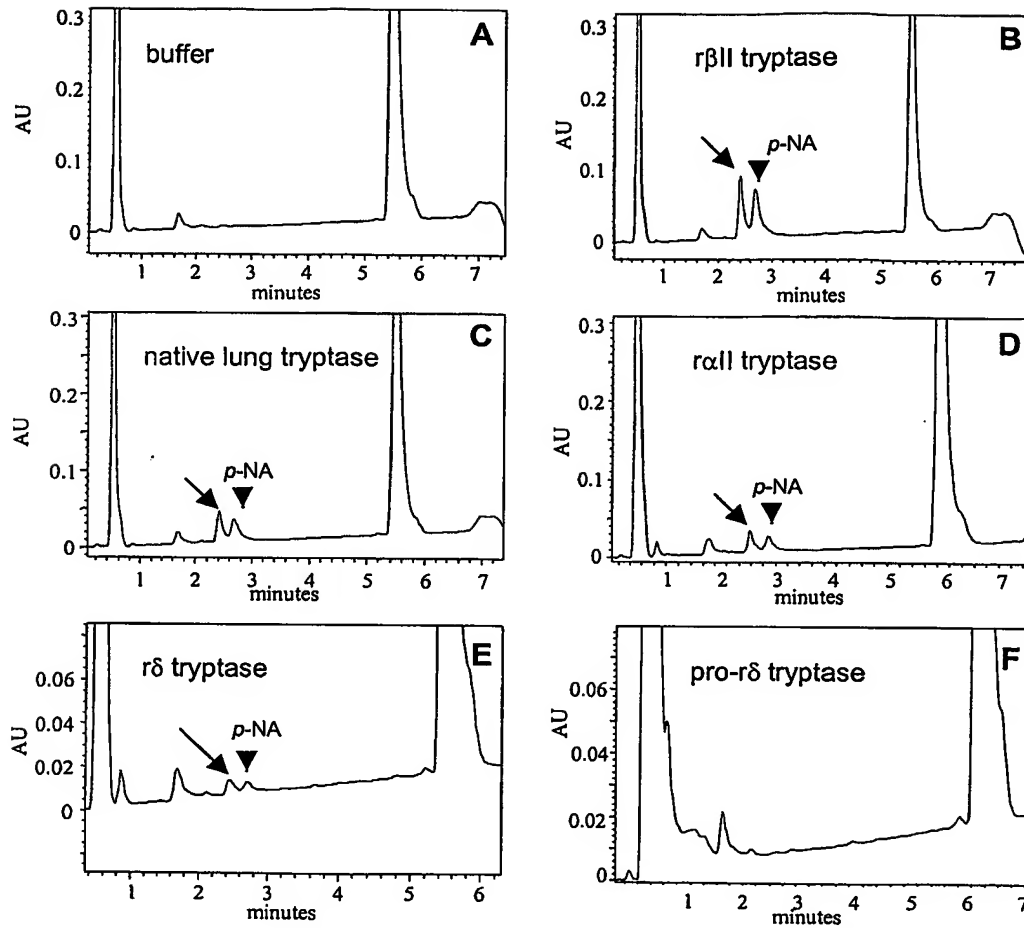 A
buffer
AU
0.3
0.2
0.1
0
1 2 3 4 5 6 7
minutes
B
rβII tryptase
p-NA
AU
0.3
0.2
0.1
0
1 2 3 4 5 6 7
minutes
C
native lung tryptase
p-NA
AU
0.3
0.2
0.1
0
1 2 3 4 5 6 7
minutes
D
rαII tryptase
p-NA
AU
0.3
0.2
0.1
0
1 2 3 4 5 6 7
minutes
E
rδ tryptase
p-NA
AU
0.06
0.04
0.02
0
1 2 3 4 5 6
minutes
F
pro-rδ tryptase
AU
0.06
0.04
0.02
0
1 2 3 4 5 6 7
minutes